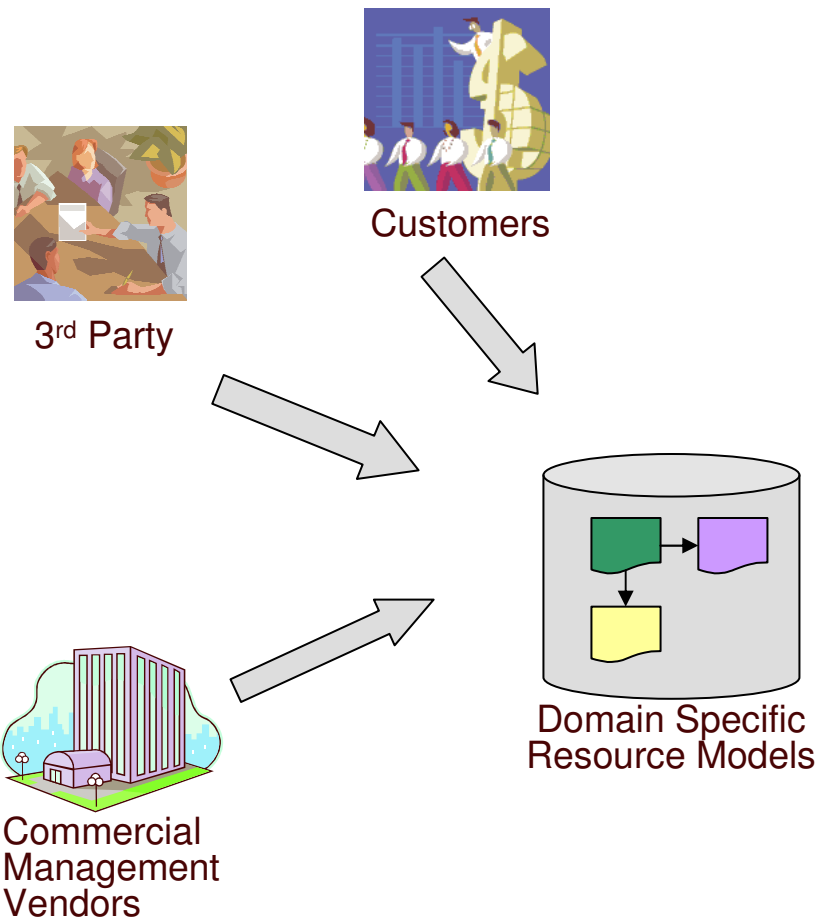 Customers
3rd Party
Domain Specific
Resource Models
Commercial
Management
Vendors